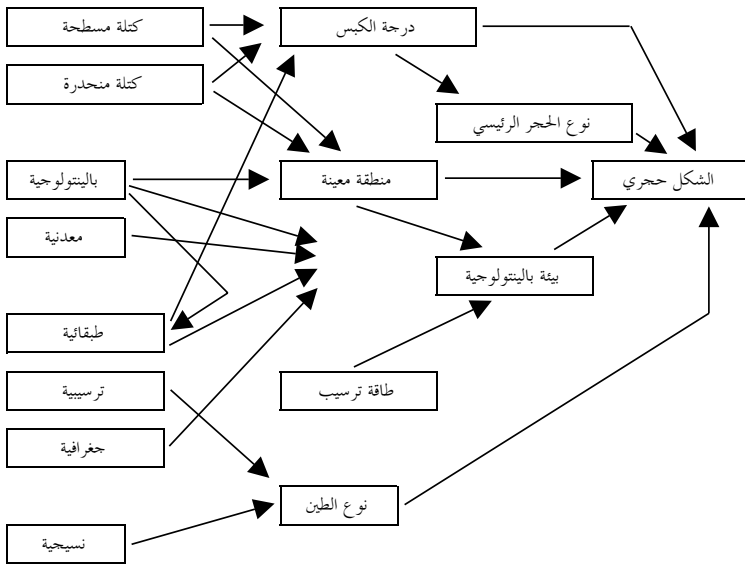 كتلة مسطحة
درجة الكبس
كتلة منحدرة
نوع الحجر الرئيسي
بالينتولوجية
منطقة معينة
الشكل حجري
معدنية
بيئة بالينتولوجية
طبقائية
ترسيبية
طاقة ترسيب
جغرافية
نوع الطين
نسيجية